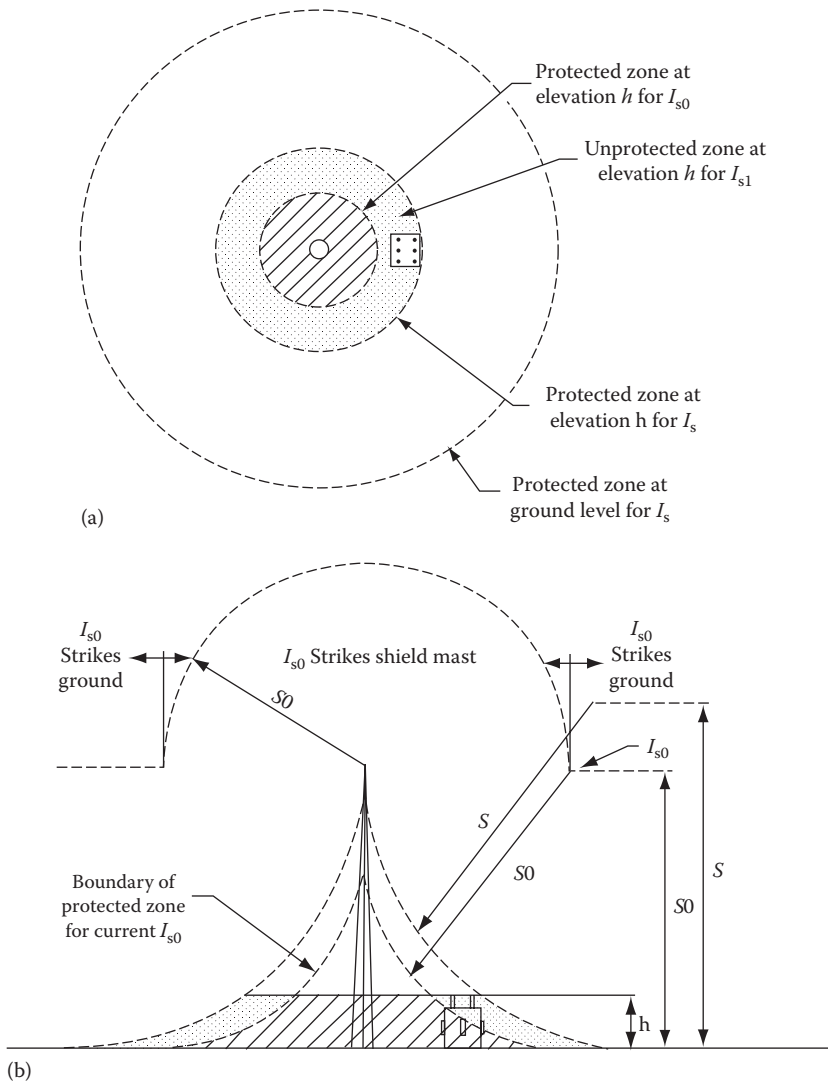 Protected zone at
elevation h for Is0
Unprotected zone at
elevation h for Is1
Protected zone at
elevation h for Is
Protected zone at
ground level for Is
(a)
Is0
Strikes
ground
Is0 Strikes shield mast
Is0
Strikes
ground
S0
Is0
S
S0
S0
S
Boundary of
protected zone
for current Is0
h
(b)